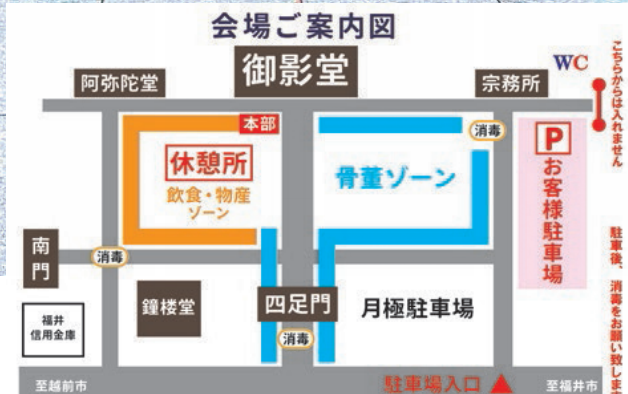 会場ご案内図
阿弥陀堂
御影堂
宗務所
WC
こちらからは入れません
本部
消毒
休憩所
飲食・物産
ゾーン
骨董ゾーン
P
お客様駐車場
南門
消毒
駐車後、消毒をお願い致します
鐘楼堂
四足門
月極駐車場
福井
信用金庫
消毒
至越前市
駐車場入口
至福井市